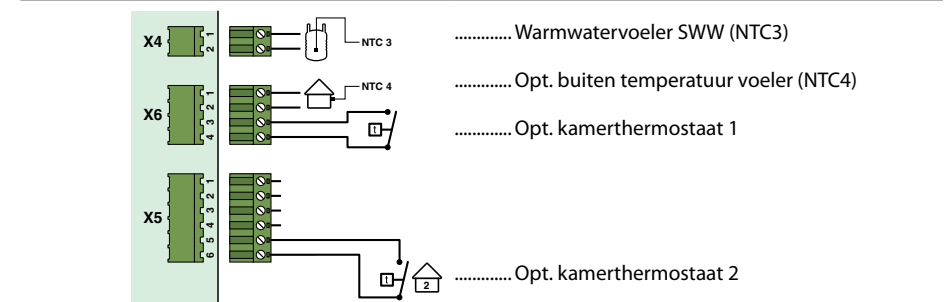 X4 1 2 NTC 3 ............. Warmwatervoeler SWW (NTC3)
NTC 4 ............. Opt. buiten temperatuur voeler (NTC4)
X6 1 2 3 4 t ............. Opt. kamerthermostaat 1
X5 1 2 3 4 5 6
t 2 ............. Opt. kamerthermostaat 2